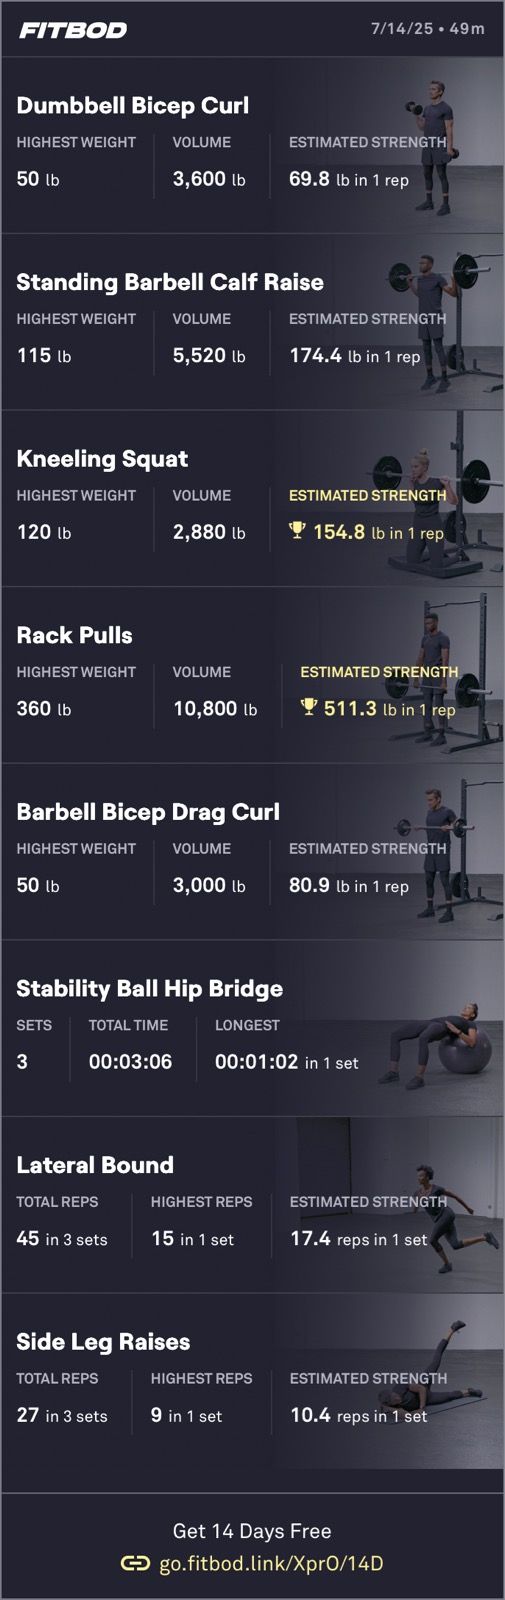 FITBOD
7/14/25 • 49m
Dumbbell Bicep Curl
HIGHEST WEIGHT VOLUME ESTIMATED STRENGTH
50 lb 3,600 lb 69.8 lb in 1 rep
Standing Barbell Calf Raise
HIGHEST WEIGHT VOLUME ESTIMATED STRENGTH
115 lb 5,520 lb 174.4 lb in 1 rep
Kneeling Squat
HIGHEST WEIGHT VOLUME ESTIMATED STRENGTH
120 lb 2,880 lb 154.8 lb in 1 rep
Rack Pulls
HIGHEST WEIGHT VOLUME ESTIMATED STRENGTH
360 lb 10,800 lb 511.3 lb in 1 rep
Barbell Bicep Drag Curl
HIGHEST WEIGHT VOLUME ESTIMATED STRENGTH
50 lb 3,000 lb 80.9 lb in 1 rep
Stability Ball Hip Bridge
SETS TOTAL TIME LONGEST
3 00:03:06 00:01:02 in 1 set
Lateral Bound
TOTAL REPS HIGHEST REPS ESTIMATED STRENGTH
45 in 3 sets 15 in 1 set 17.4 reps in 1 set
Side Leg Raises
TOTAL REPS HIGHEST REPS ESTIMATED STRENGTH
27 in 3 sets 9 in 1 set 10.4 reps in 1 set
Get 14 Days Free
go.fitbod.link/XprO/14D